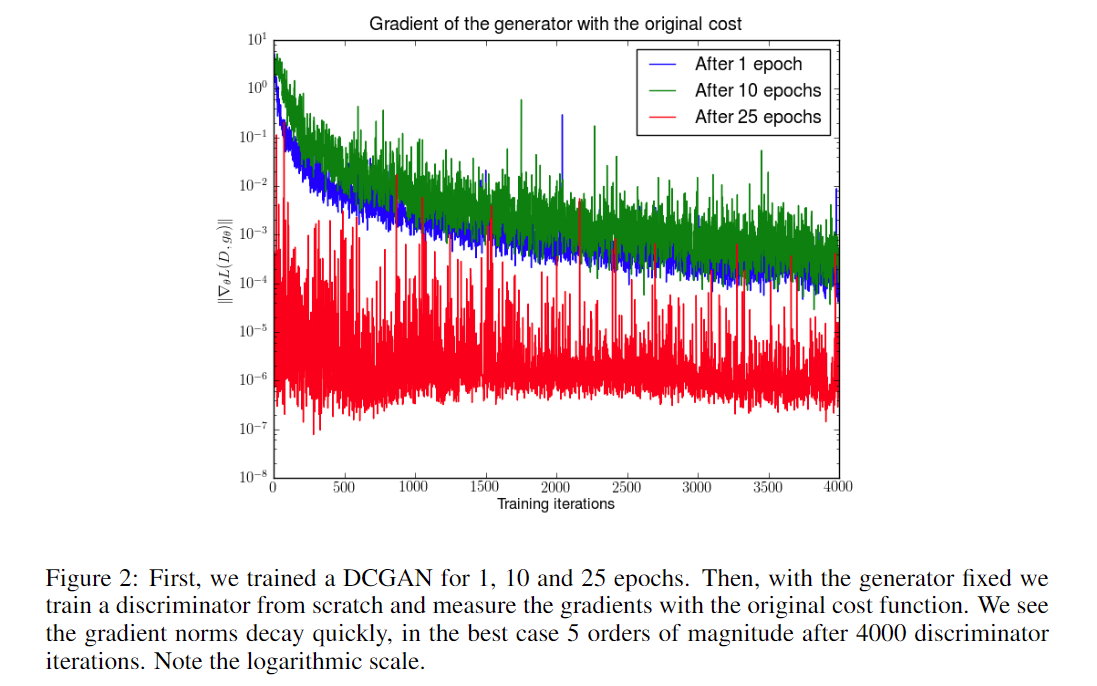 Gradient of the generator with the original cost
10¹
10⁰
10⁻¹
10⁻²
10⁻³
10⁻⁴
10⁻⁵
10⁻⁶
10⁻⁷
10⁻⁸
‖∇θL(D, gθ)‖
After 1 epoch
After 10 epochs
After 25 epochs
0 500 1000 1500 2000 2500 3000 3500 4000
Training iterations
Figure 2: First, we trained a DCGAN for 1, 10 and 25 epochs. Then, with the generator fixed we
train a discriminator from scratch and measure the gradients with the original cost function. We see
the gradient norms decay quickly, in the best case 5 orders of magnitude after 4000 discriminator
iterations. Note the logarithmic scale.